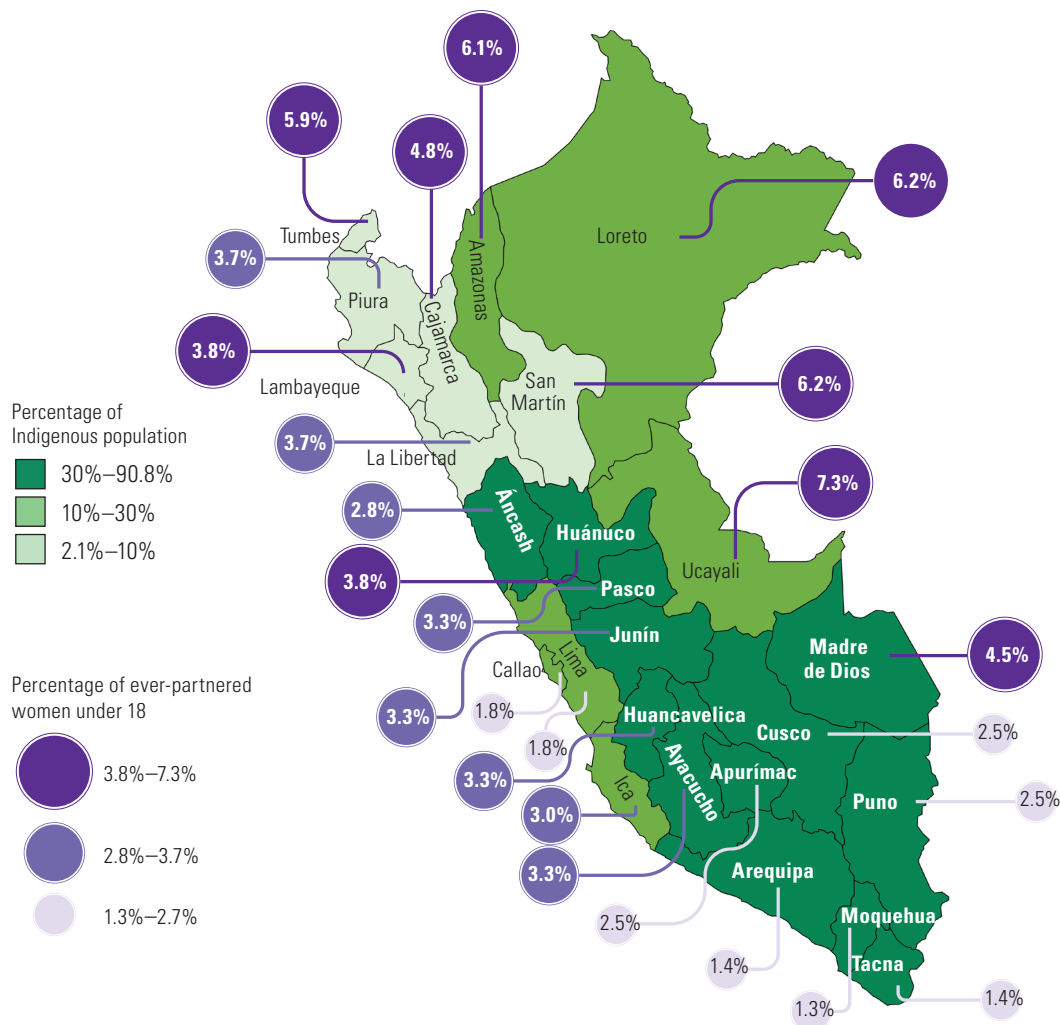 6.1%
5.9%
4.8%
6.2%
Tumbes
Loreto
3.7%
Amazonas
Piura
Cajamarca
3.8%
San
Martín
6.2%
Lambayeque
Percentage of
Indigenous population
30%–90.8%
10%–30%
2.1%–10%
3.7%
La Libertad
7.3%
Áncash
2.8%
Huánuco
Ucayali
3.8%
Pasco
3.3%
Junín
Madre
de Dios
4.5%
Callao
Lima
Percentage of ever-partnered
women under 18
3.8%–7.3%
2.8%–3.7%
1.3%–2.7%
1.8%
3.3%
Huancavelica
1.8%
Cusco
2.5%
3.3%
Ayacucho
Apurímac
Ica
Puno
2.5%
3.0%
3.3%
Arequipa
2.5%
Moquehua
1.4%
Tacna
1.3%
1.4%